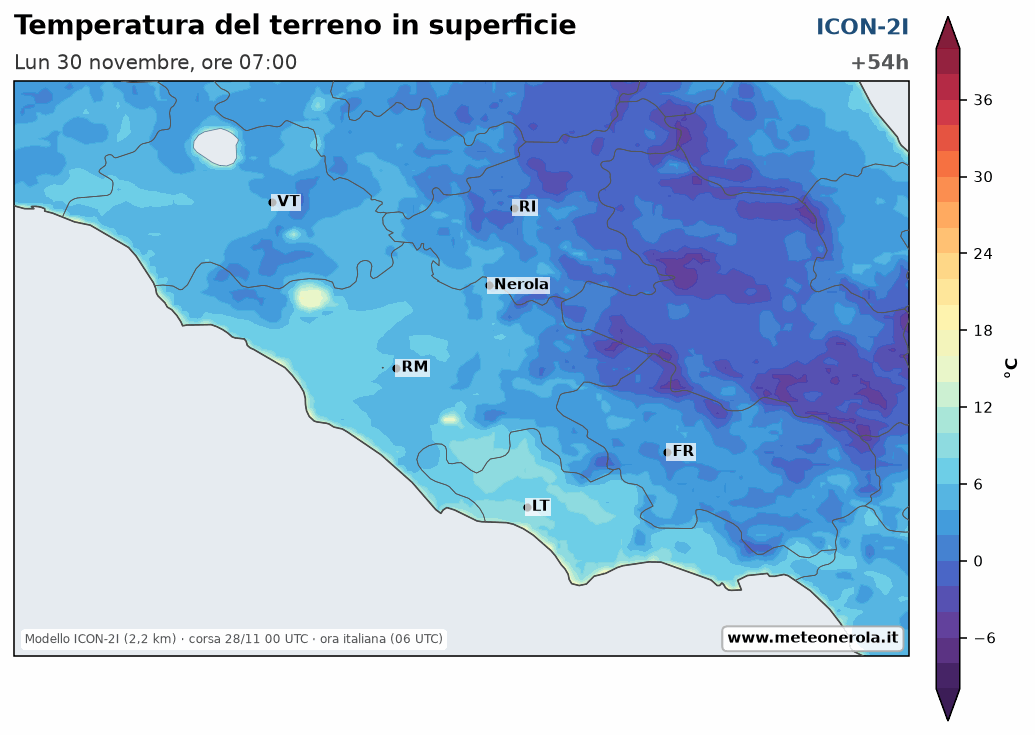 Temperatura del terreno in superficie
ICON-2I
Lun 30 novembre, ore 07:00
+54h
36
30
24
18
12
6
0
−6
°C
VT
RI
Nerola
RM
FR
LT
Modello ICON-2I (2,2 km) · corsa 28/11 00 UTC · ora italiana (06 UTC)
www.meteonerola.it